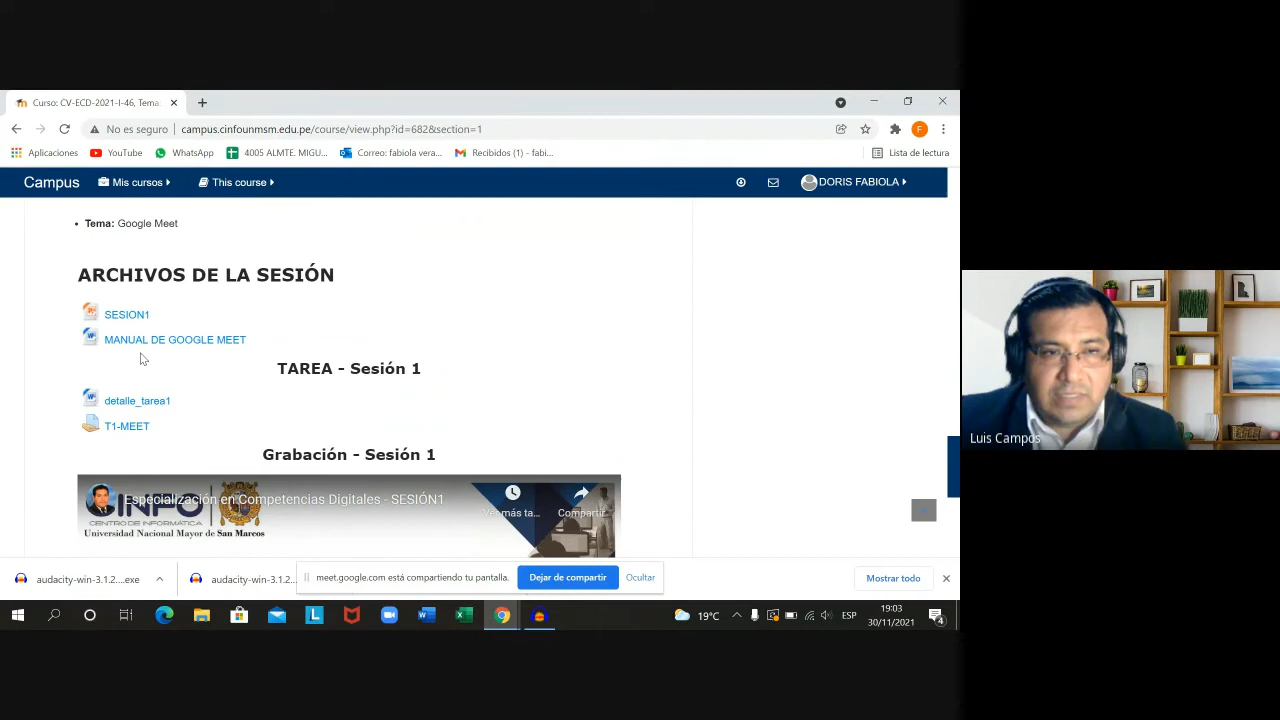 Curso: CV-ECD-2021-I-46, Tema:
No es seguro
campus.cinfounmsm.edu.pe/course/view.php?id=682&section=1
Aplicaciones
YouTube
WhatsApp
4005 ALMTE. MIGU...
Correo: fabiola vera...
Recibidos (1) - fabi...
Lista de lectura
Campus
Mis cursos
This course
DORIS FABIOLA
• Tema: Google Meet
ARCHIVOS DE LA SESIÓN
SESION1
MANUAL DE GOOGLE MEET
TAREA - Sesión 1
detalle_tarea1
T1-MEET
Grabación - Sesión 1
Especialización en Competencias Digitales - SESIÓN1
Ver más ta...
Compartir
CINFO
CENTRO DE INFORMÁTICA
Universidad Nacional Mayor de San Marcos
audacity-win-3.1.2....exe
audacity-win-3.1.2...
meet.google.com está compartiendo tu pantalla.
Dejar de compartir
Ocultar
Mostrar todo
19°C
ESP
19:03
30/11/2021
4
Luis Campos